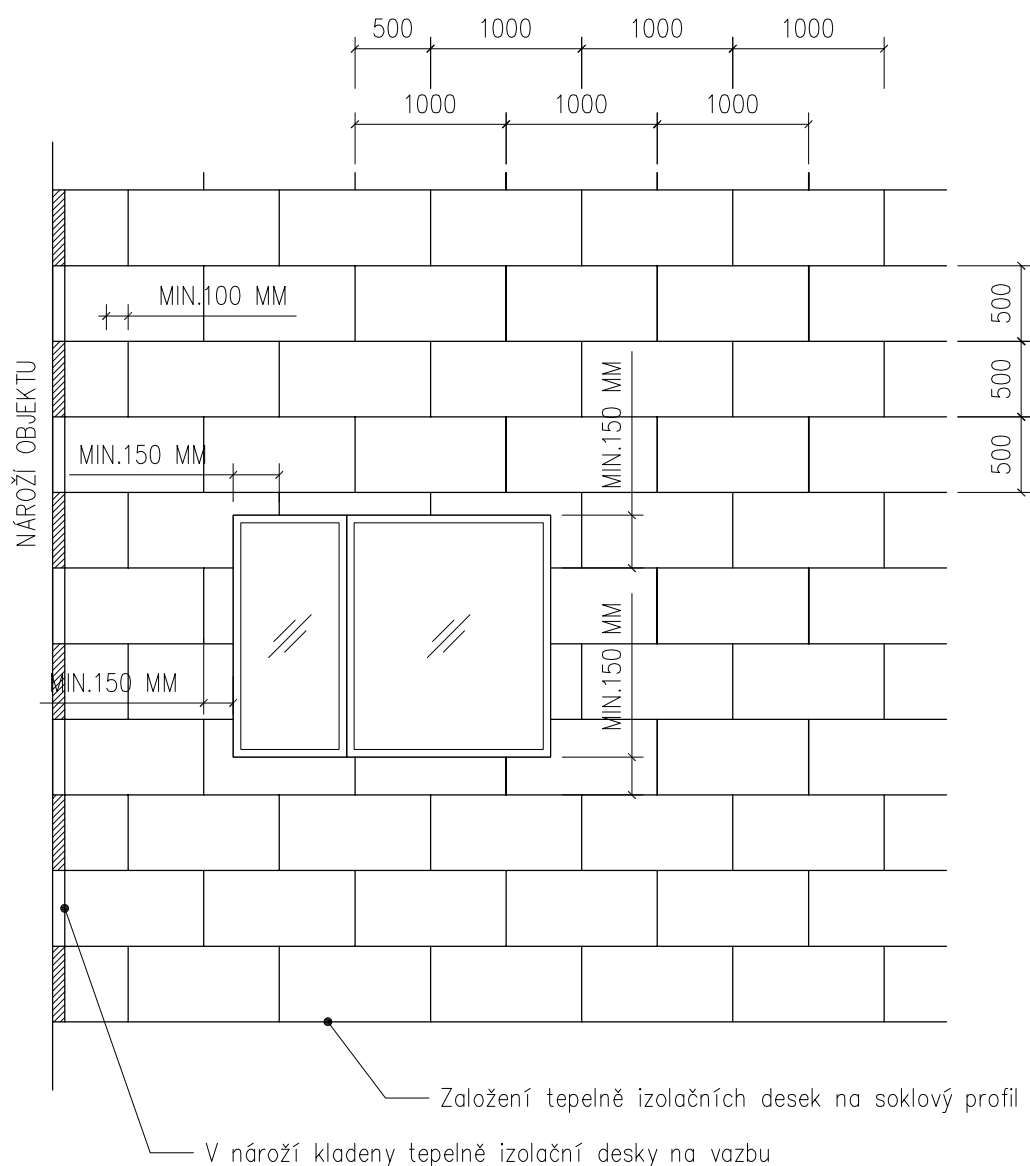 500 1000 1000 1000
1000 1000 1000
MIN.100 MM
500
500
500
NÁROŽÍ OBJEKTU
MIN.150 MM
MIN.150 MM
MIN.150 MM
MIN.150 MM
Založení tepelně izolačních desek na soklový profil
V nároží kladeny tepelně izolační desky na vazbu